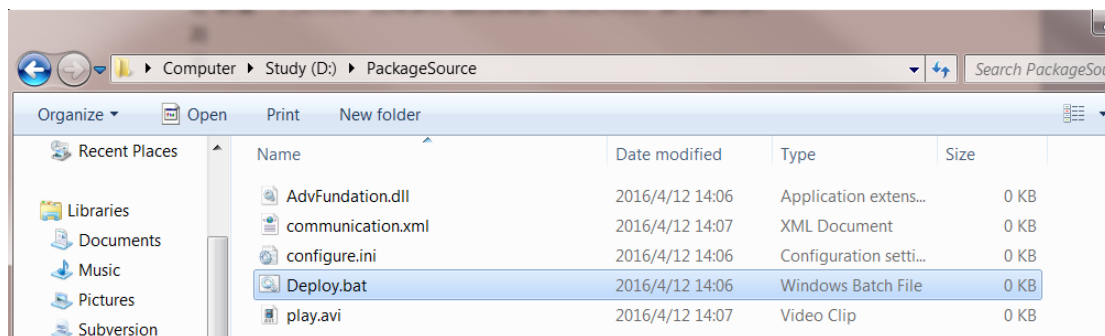 Computer Study (D:) PackageSource Search PackageSou
Organize Open Print New folder
Recent Places
Libraries
Documents
Music
Pictures
Subversion
Name Date modified Type Size
AdvFundation.dll 2016/4/12 14:06 Application extens... 0 KB
communication.xml 2016/4/12 14:07 XML Document 0 KB
configure.ini 2016/4/12 14:06 Configuration setti... 0 KB
Deploy.bat 2016/4/12 14:06 Windows Batch File 0 KB
play.avi 2016/4/12 14:07 Video Clip 0 KB